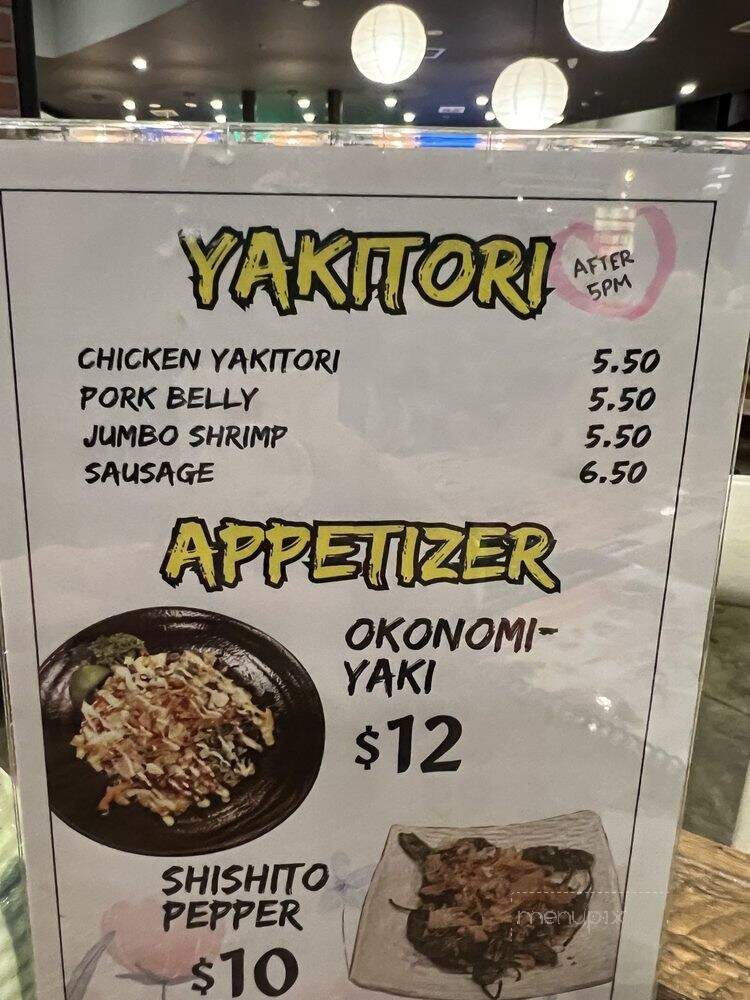 YAKITORI
AFTER
5PM
CHICKEN YAKITORI 5.50
PORK BELLY 5.50
JUMBO SHRIMP 5.50
SAUSAGE 6.50
APPETIZER
OKONOMI-
YAKI
$12
SHISHITO
PEPPER
$10
menupix